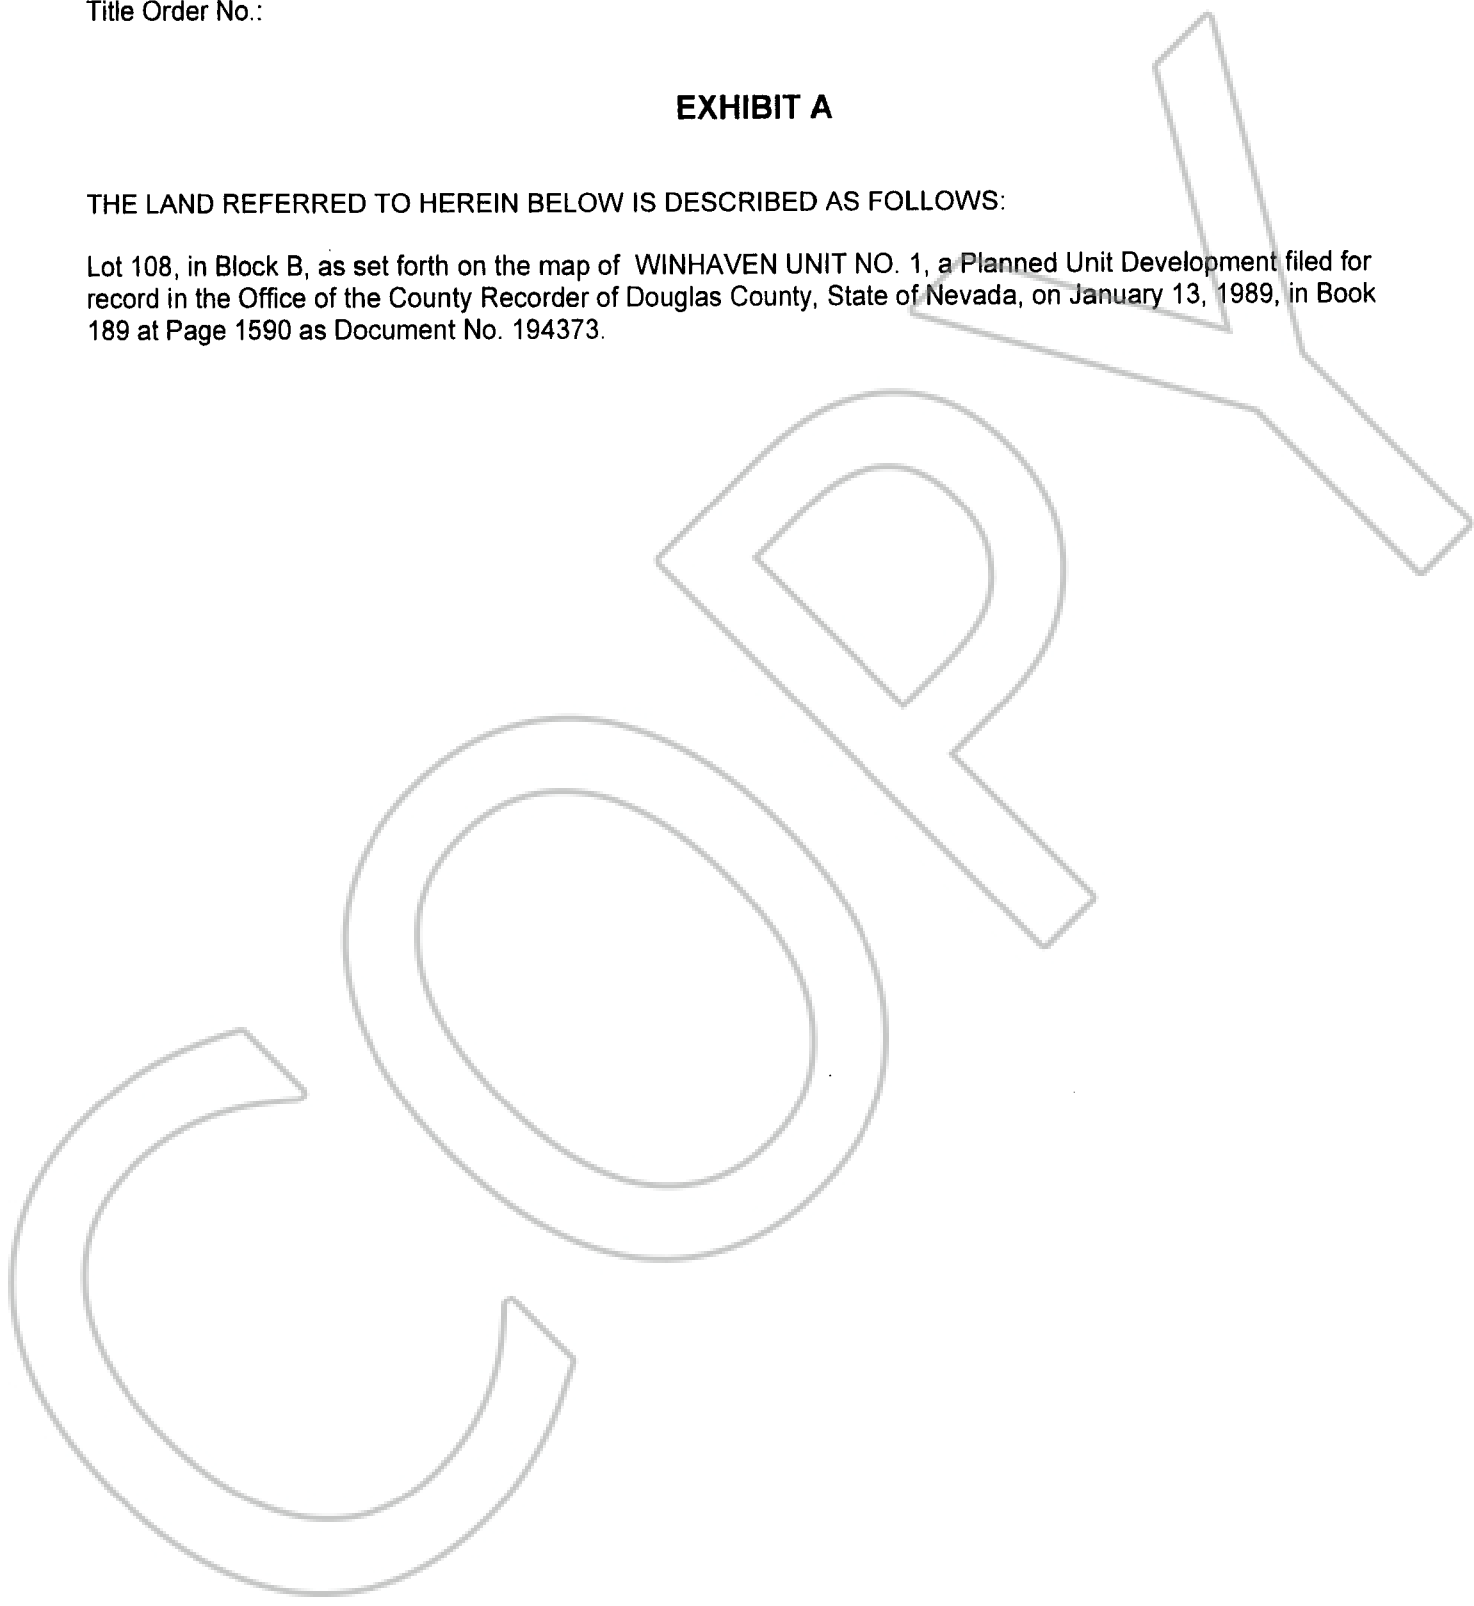 Title Order No.:
EXHIBIT A
THE LAND REFERRED TO HEREIN BELOW IS DESCRIBED AS FOLLOWS:
Lot 108, in Block B, as set forth on the map of WINHAVEN UNIT NO. 1, a Planned Unit Development filed for
record in the Office of the County Recorder of Douglas County, State of Nevada, on January 13, 1989, in Book
189 at Page 1590 as Document No. 194373.
COPY